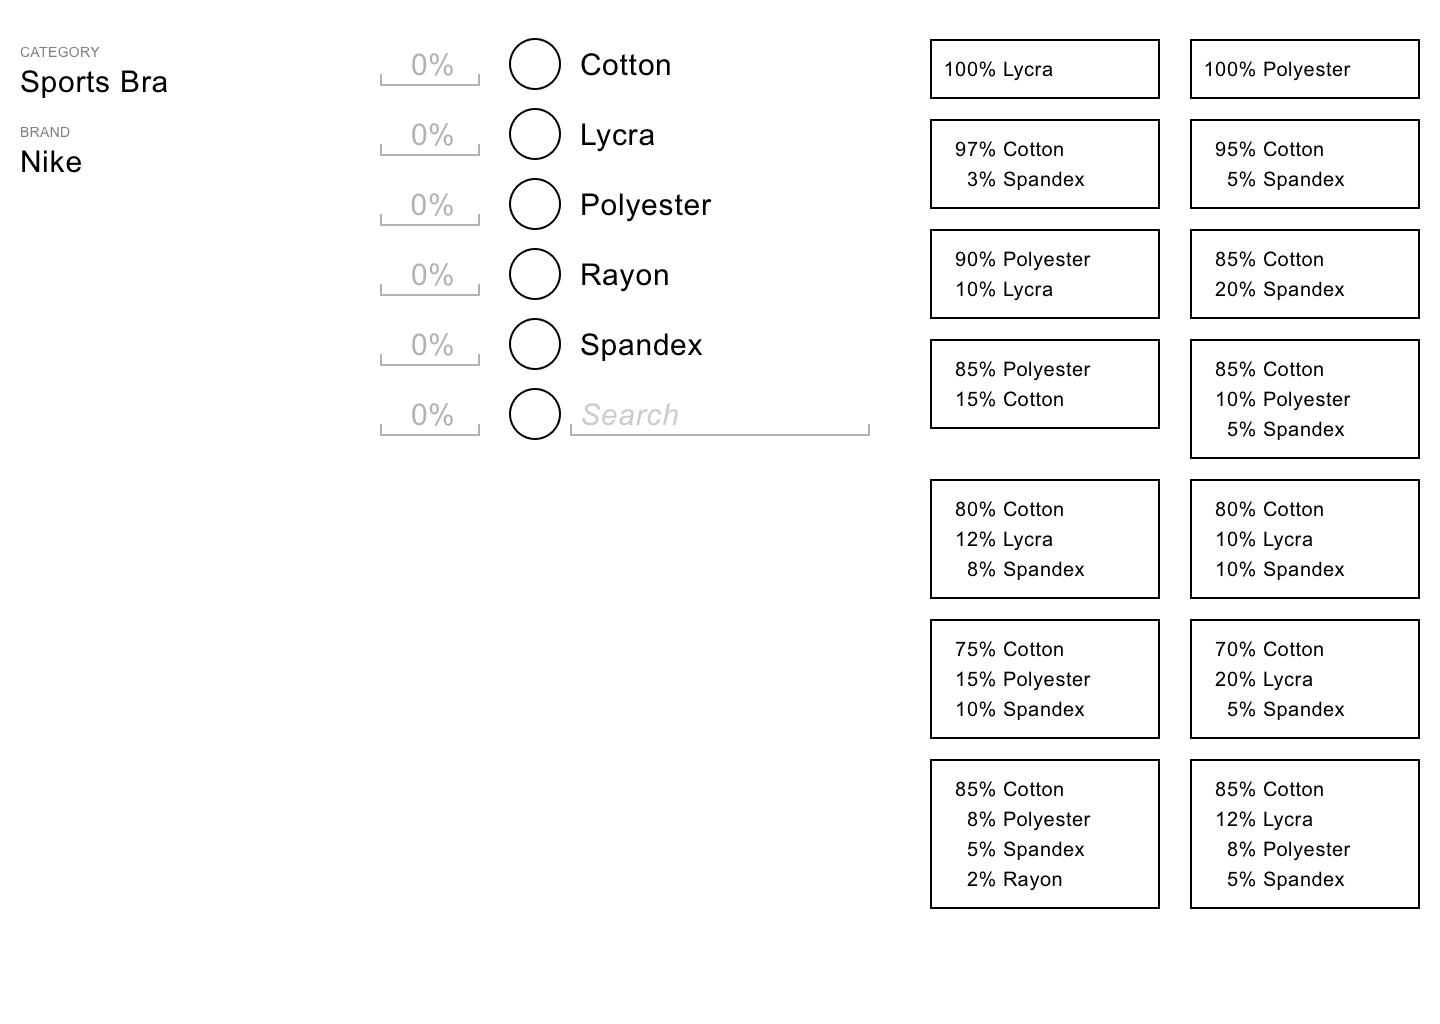 CATEGORY
Sports Bra
BRAND
Nike
0% Cotton
0% Lycra
0% Polyester
0% Rayon
0% Spandex
0% Search
100% Lycra
100% Polyester
97% Cotton
3% Spandex
95% Cotton
5% Spandex
90% Polyester
10% Lycra
85% Cotton
20% Spandex
85% Polyester
15% Cotton
85% Cotton
10% Polyester
5% Spandex
80% Cotton
12% Lycra
8% Spandex
80% Cotton
10% Lycra
10% Spandex
75% Cotton
15% Polyester
10% Spandex
70% Cotton
20% Lycra
5% Spandex
85% Cotton
8% Polyester
5% Spandex
2% Rayon
85% Cotton
12% Lycra
8% Polyester
5% Spandex